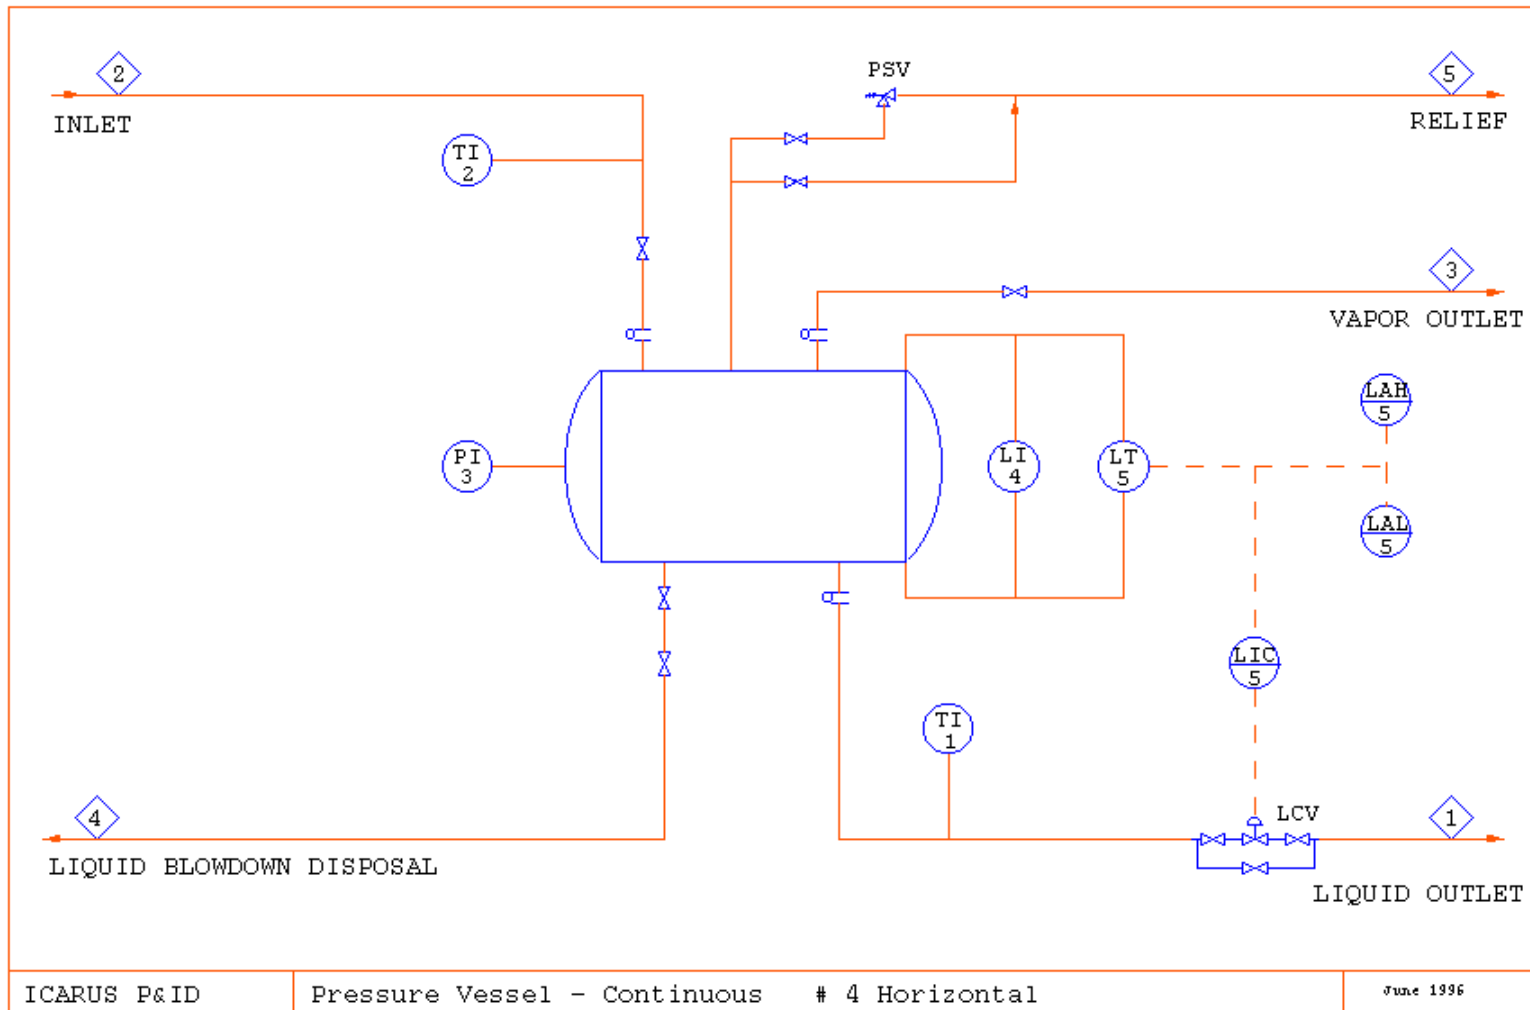 2
PSV
5
INLET
RELIEF
TI
2
3
VAPOR OUTLET
LAH
5
PI
3
LI
4
LT
5
LAL
5
LIC
5
TI
1
LCV
4
1
LIQUID BLOWDOWN DISPOSAL
LIQUID OUTLET
ICARUS P&ID
Pressure Vessel - Continuous # 4 Horizontal
June 1996